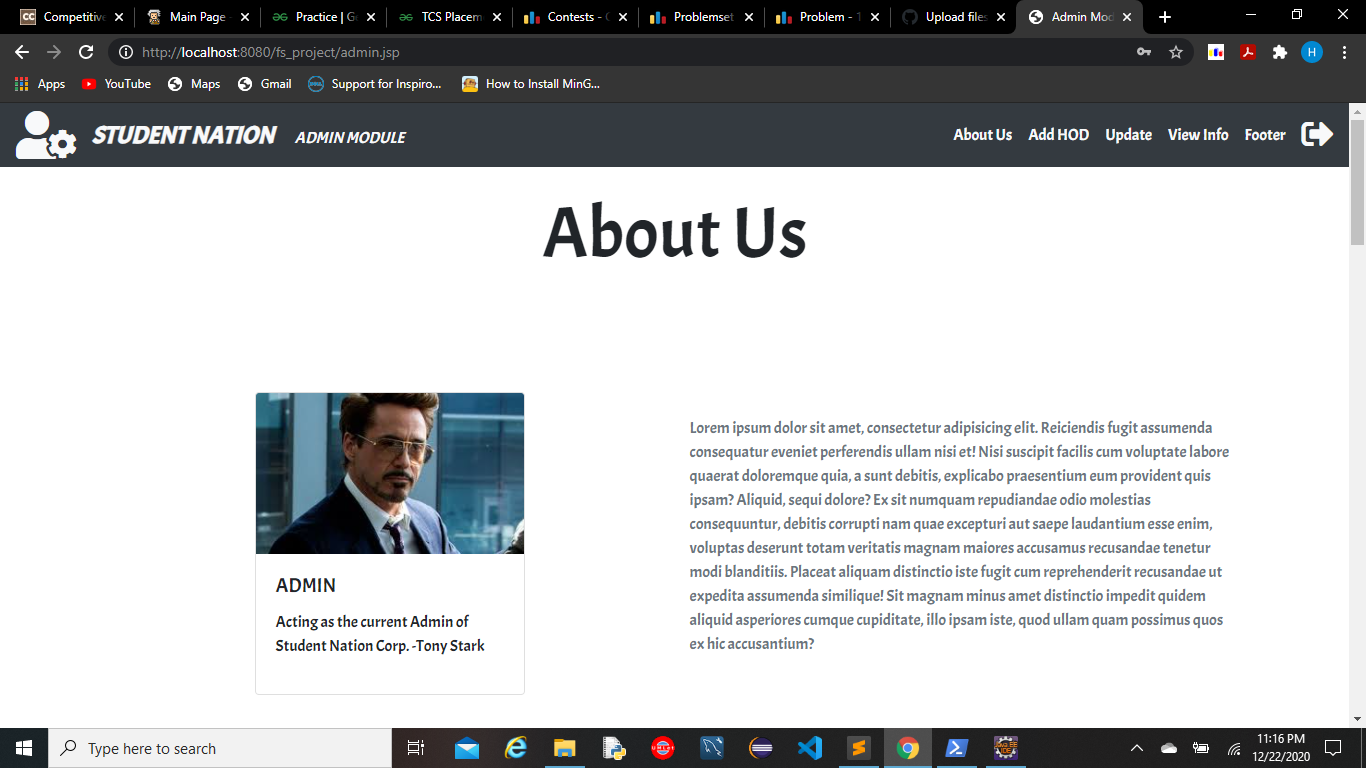 Competitive
Main Page
Practice | Ge
TCS Placem
Contests - C
Problemset
Problem - T
Upload files
Admin Mod
http://localhost:8080/fs_project/admin.jsp
H
Apps
YouTube
Maps
Gmail
Support for Inspiro...
How to Install MinG...
STUDENT NATION
ADMIN MODULE
About Us
Add HOD
Update
View Info
Footer
About Us
ADMIN
Acting as the current Admin of
Student Nation Corp. -Tony Stark
Lorem ipsum dolor sit amet, consectetur adipisicing elit. Reiciendis fugit assumenda
consequatur eveniet perferendis ullam nisi et! Nisi suscipit facilis cum voluptate labore
quaerat doloremque quia, a sunt debitis, explicabo praesentium eum provident quis
ipsam? Aliquid, sequi dolore? Ex sit numquam repudiandae odio molestias
consequuntur, debitis corrupti nam quae excepturi aut saepe laudantium esse enim,
voluptas deserunt totam veritatis magnam maiores accusamus recusandae tenetur
modi blanditiis. Placeat aliquam distinctio iste fugit cum reprehenderit recusandae ut
expedita assumenda similique! Sit magnam minus amet distinctio impedit quidem
aliquid asperiores cumque cupiditate, illo ipsam iste, quod ullam quam possimus quos
ex hic accusantium?
Type here to search
11:16 PM
12/22/2020